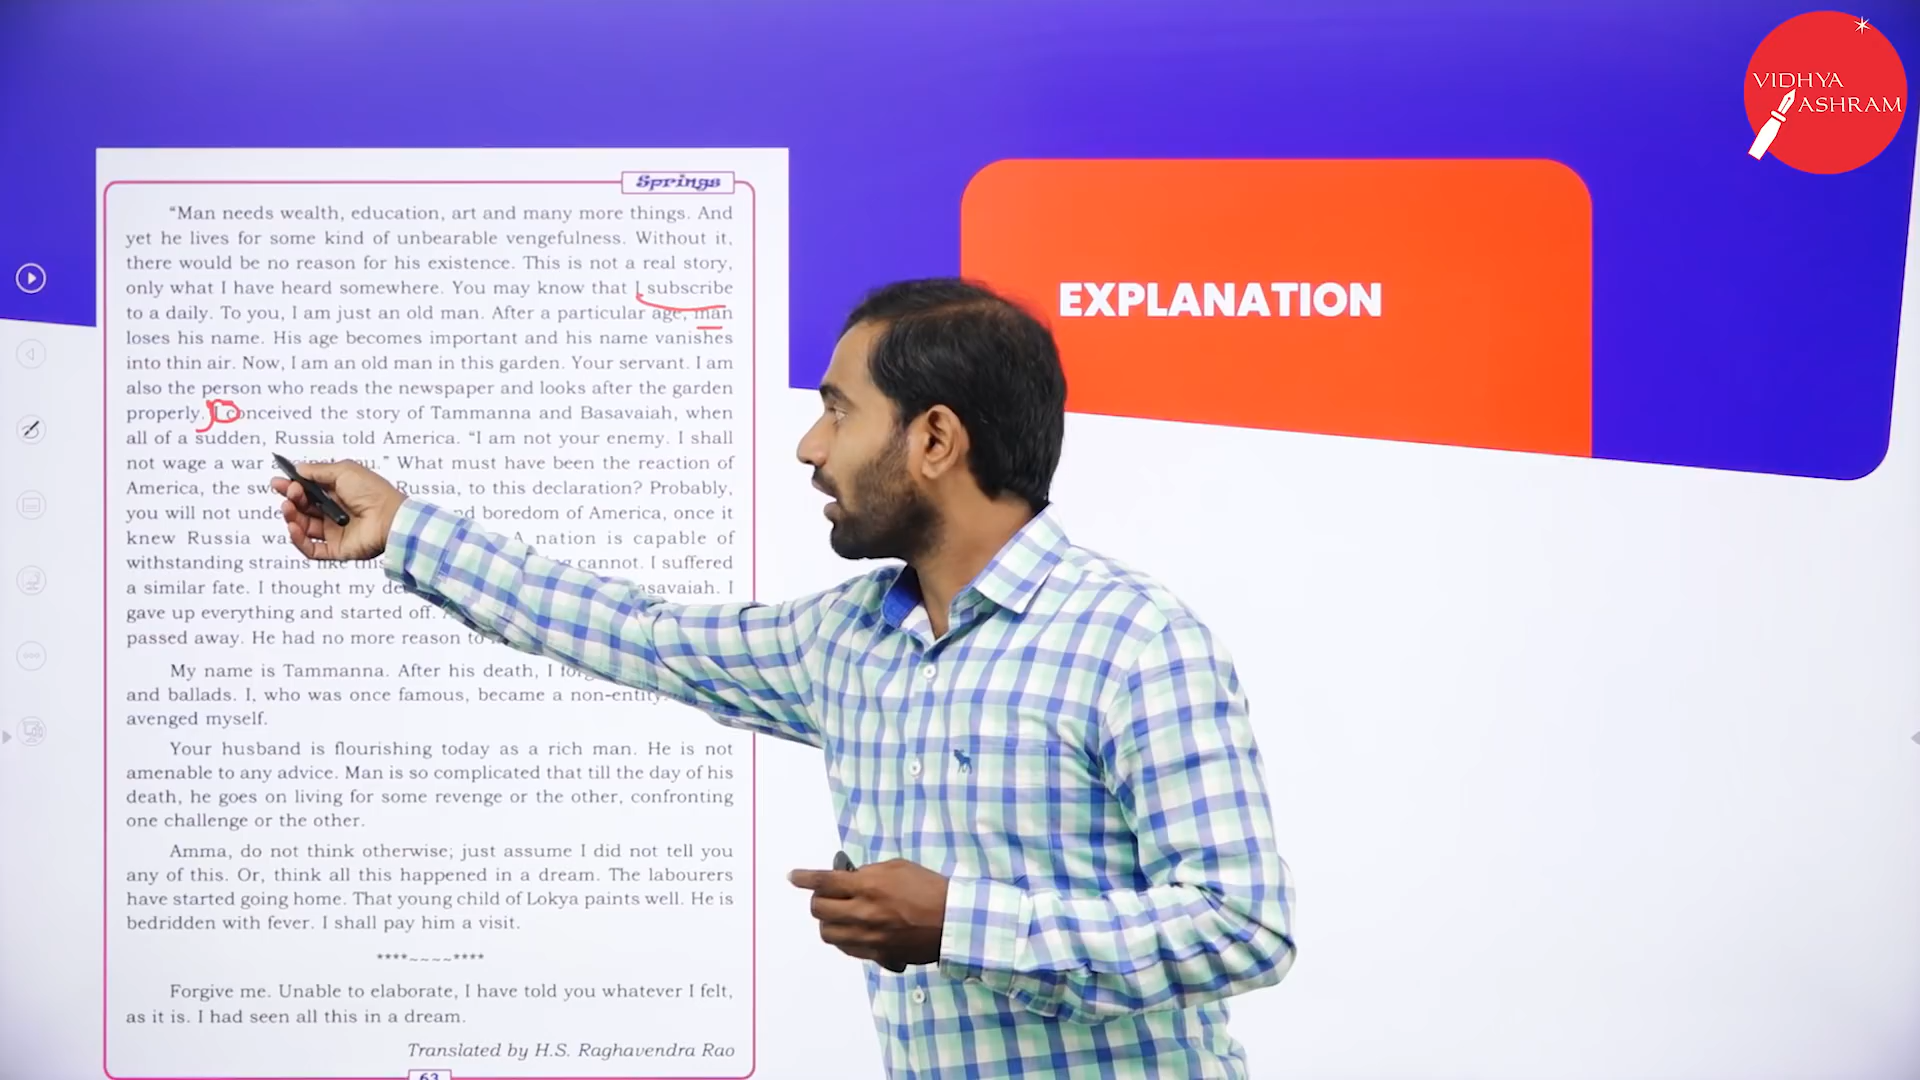 VIDHYA
ASHRAM
Springs
"Man needs wealth, education, art and many more things. And
yet he lives for some kind of unbearable vengefulness. Without it,
there would be no reason for his existence. This is not a real story,
only what I have heard somewhere. You may know that I subscribe
to a daily. To you, I am just an old man. After a particular age, man
loses his name. His age becomes important and his name vanishes
into thin air. Now, I am an old man in this garden. Your servant. I am
also the person who reads the newspaper and looks after the garden
properly. I conceived the story of Tammanna and Basavaiah, when
all of a sudden, Russia told America. "I am not your enemy. I shall
not wage a war you." What must have been the reaction of
America, the Russia, to this declaration? Probably,
you will not boredom of America, once it
knew Russia A nation is capable of
withstanding strains like cannot. I suffered
a similar fate. I thought my Basavaiah. I
gave up everything and started off.
passed away. He had no more reason to
My name is Tammanna. After his death, I
and ballads. I, who was once famous, became a non-entity.
avenged myself.
Your husband is flourishing today as a rich man. He is not
amenable to any advice. Man is so complicated that till the day of his
death, he goes on living for some revenge or the other, confronting
one challenge or the other.
Amma, do not think otherwise; just assume I did not tell you
any of this. Or, think all this happened in a dream. The labourers
have started going home. That young child of Lokya paints well. He is
bedridden with fever. I shall pay him a visit.
****~~~~****
Forgive me. Unable to elaborate, I have told you whatever I felt,
as it is. I had seen all this in a dream.
Translated by H.S. Raghavendra Rao
63
EXPLANATION